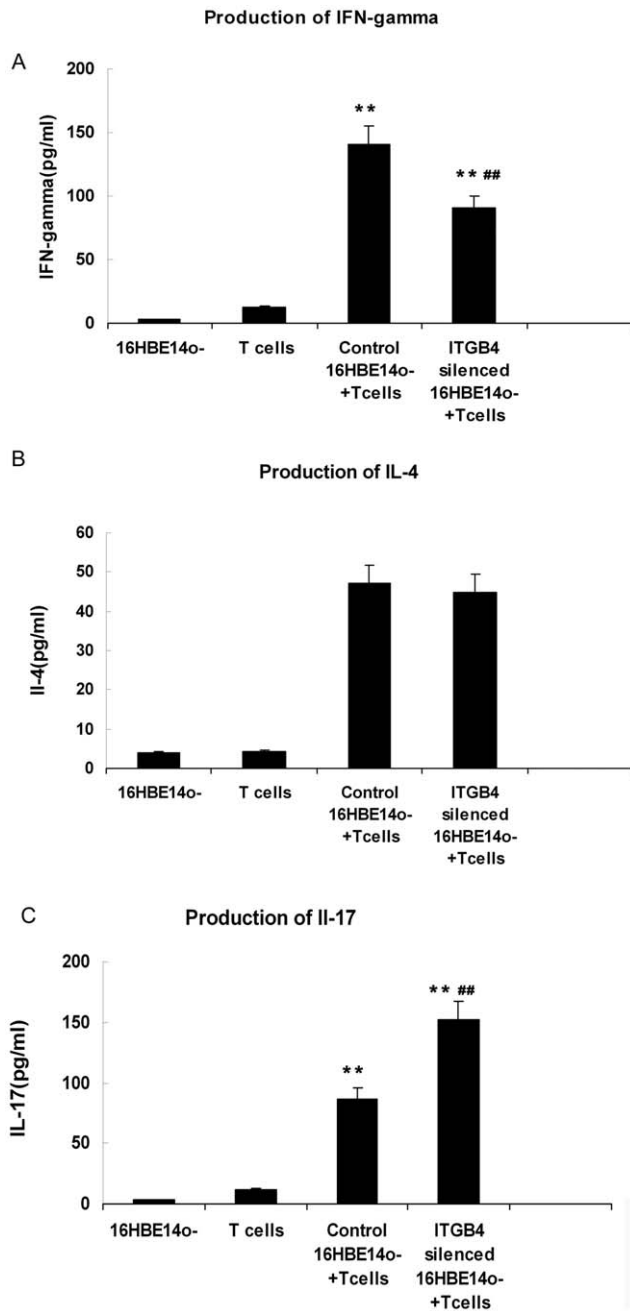 Production of IFN-gamma
A
IFN-gamma(pg/ml)
200
150
100
50
0
**
** ##
16HBE14o-
T cells
Control
16HBE14o-
+Tcells
ITGB4
silenced
16HBE14o-
+Tcells
B
Production of IL-4
Il-4(pg/ml)
60
50
40
30
20
10
0
16HBE14o-
T cells
Control
16HBE14o-
+Tcells
ITGB4
silenced
16HBE14o-
+Tcells
C
Production of Il-17
IL-17(pg/ml)
200
150
100
50
0
**
** ##
16HBE14o-
T cells
Control
16HBE14o-
+Tcells
ITGB4
silenced
16HBE14o-
+Tcells